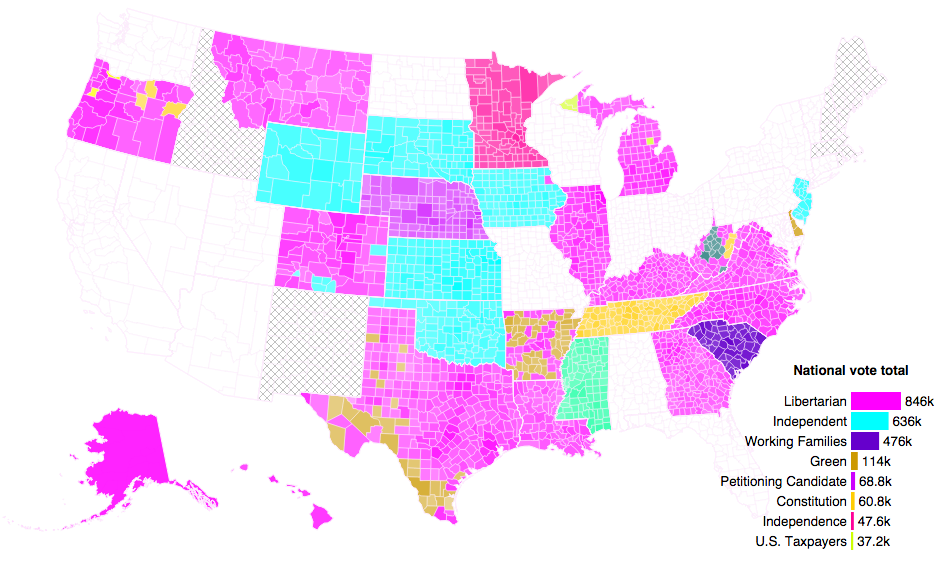 National vote total
Libertarian 846k
Independent 636k
Working Families 476k
Green 114k
Petitioning Candidate 68.8k
Constitution 60.8k
Independence 47.6k
U.S. Taxpayers 37.2k